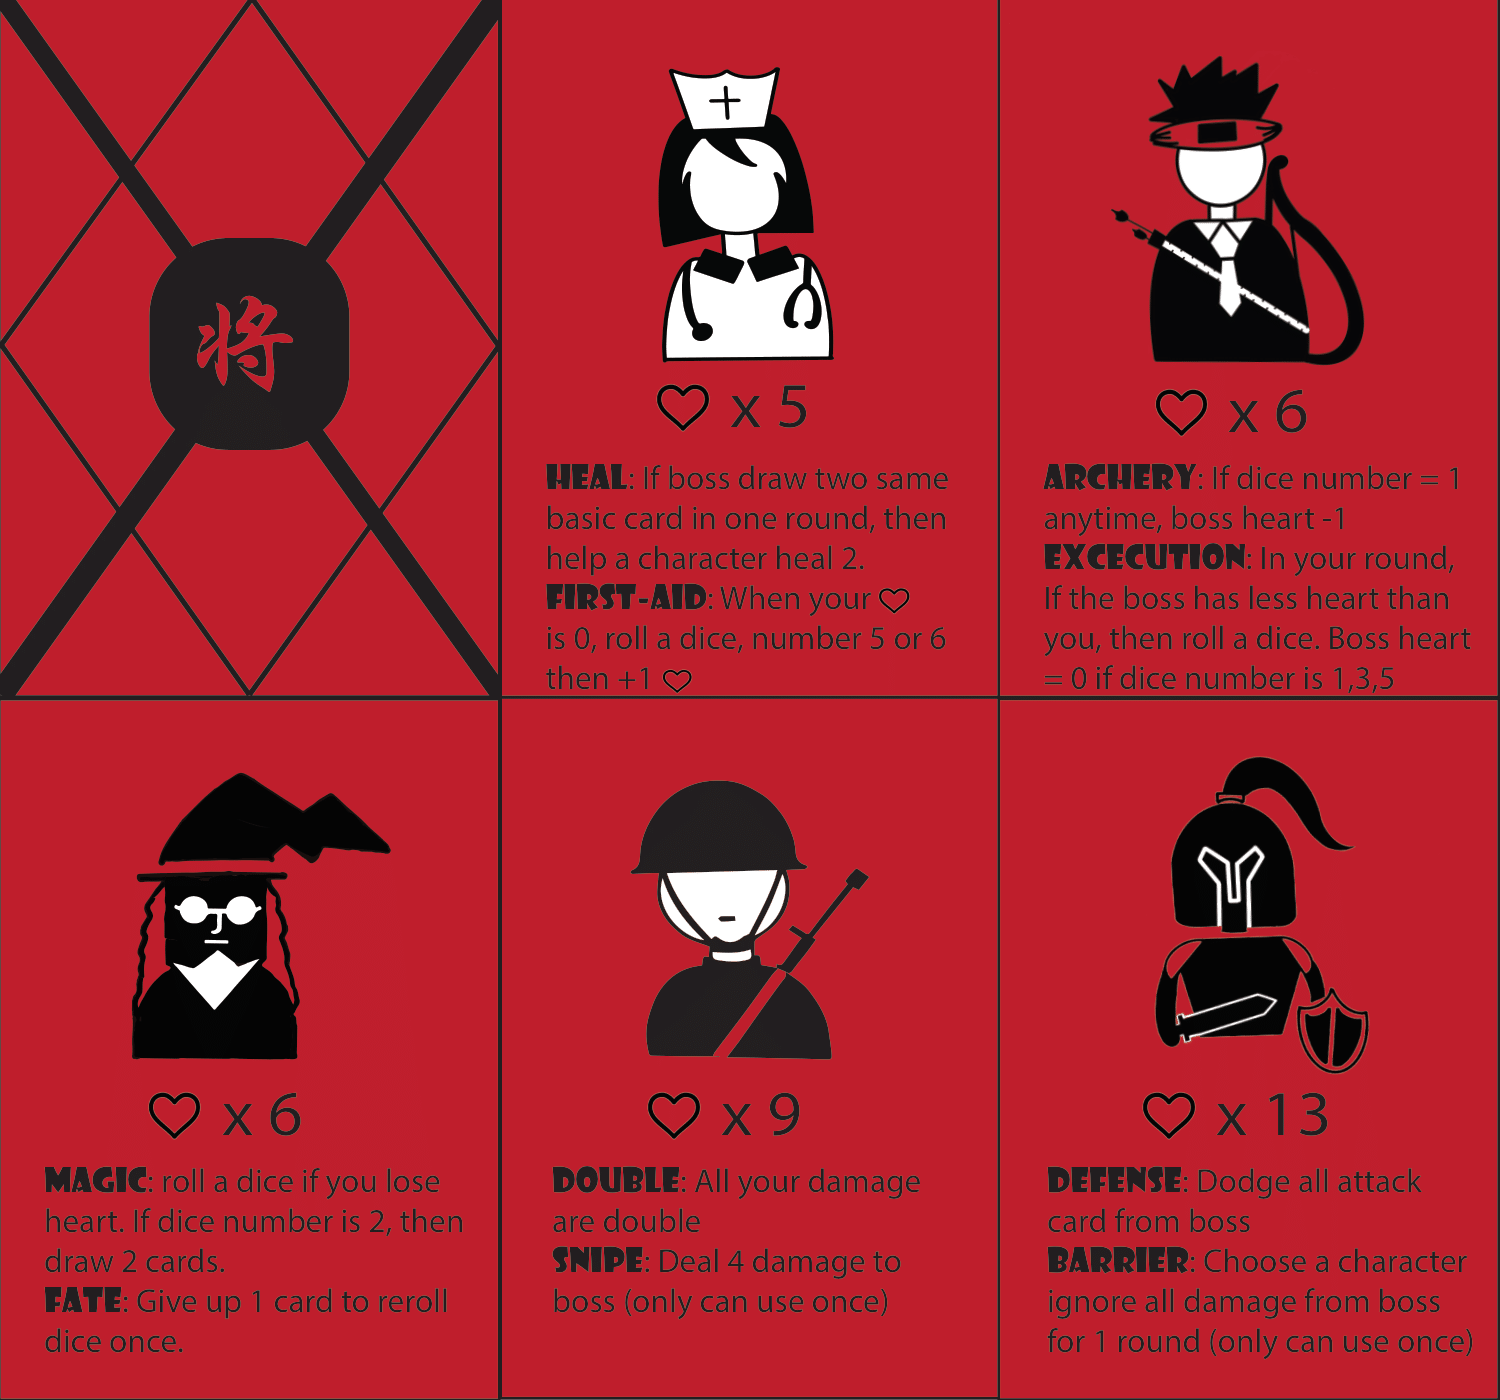 将
+
x 5
HEAL: If boss draw two same
basic card in one round, then
help a character heal 2.
FIRST-AID: When your ♡
is 0, roll a dice, number 5 or 6
then +1 ♡
x 6
ARCHERY: If dice number = 1
anytime, boss heart -1
EXCECUTION: In your round,
If the boss has less heart than
you, then roll a dice. Boss heart
= 0 if dice number is 1,3,5
x 6
MAGIC: roll a dice if you lose
heart. If dice number is 2, then
draw 2 cards.
FATE: Give up 1 card to reroll
dice once.
x 9
DOUBLE: All your damage
are double
SNIPE: Deal 4 damage to
boss (only can use once)
x 13
DEFENSE: Dodge all attack
card from boss
BARRIER: Choose a character
ignore all damage from boss
for 1 round (only can use once)